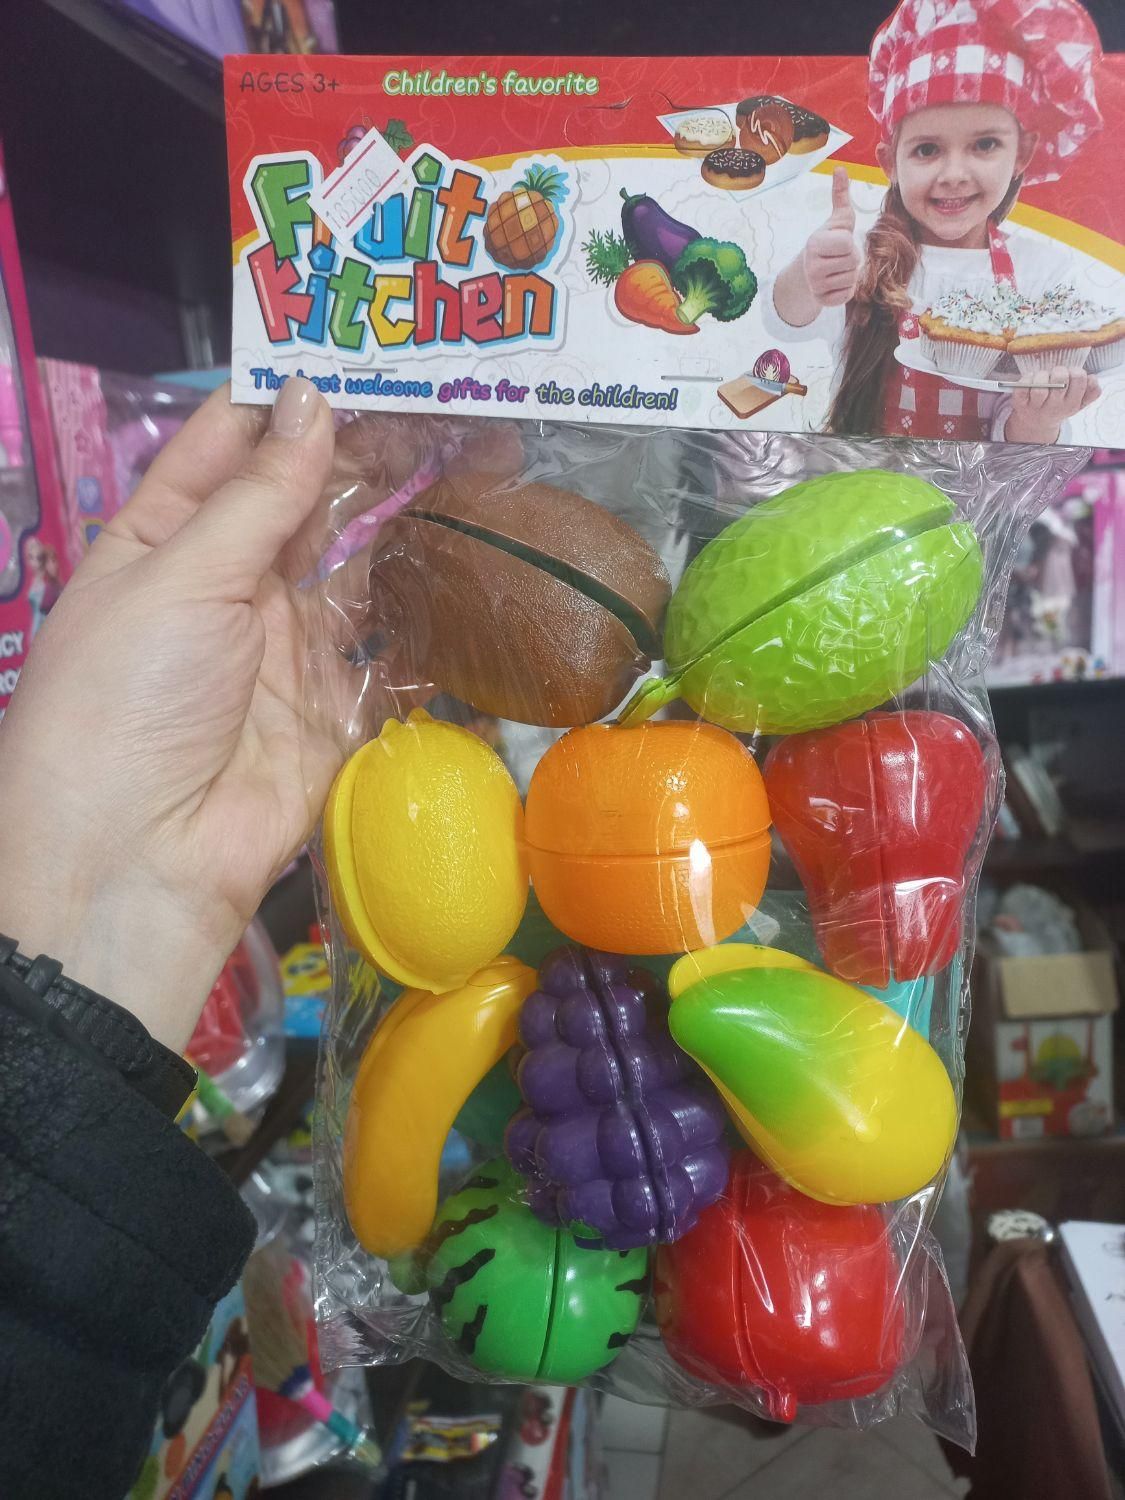 AGES 3+
Children's favorite
Fruit
Kitchen
The best welcome gifts for the children!